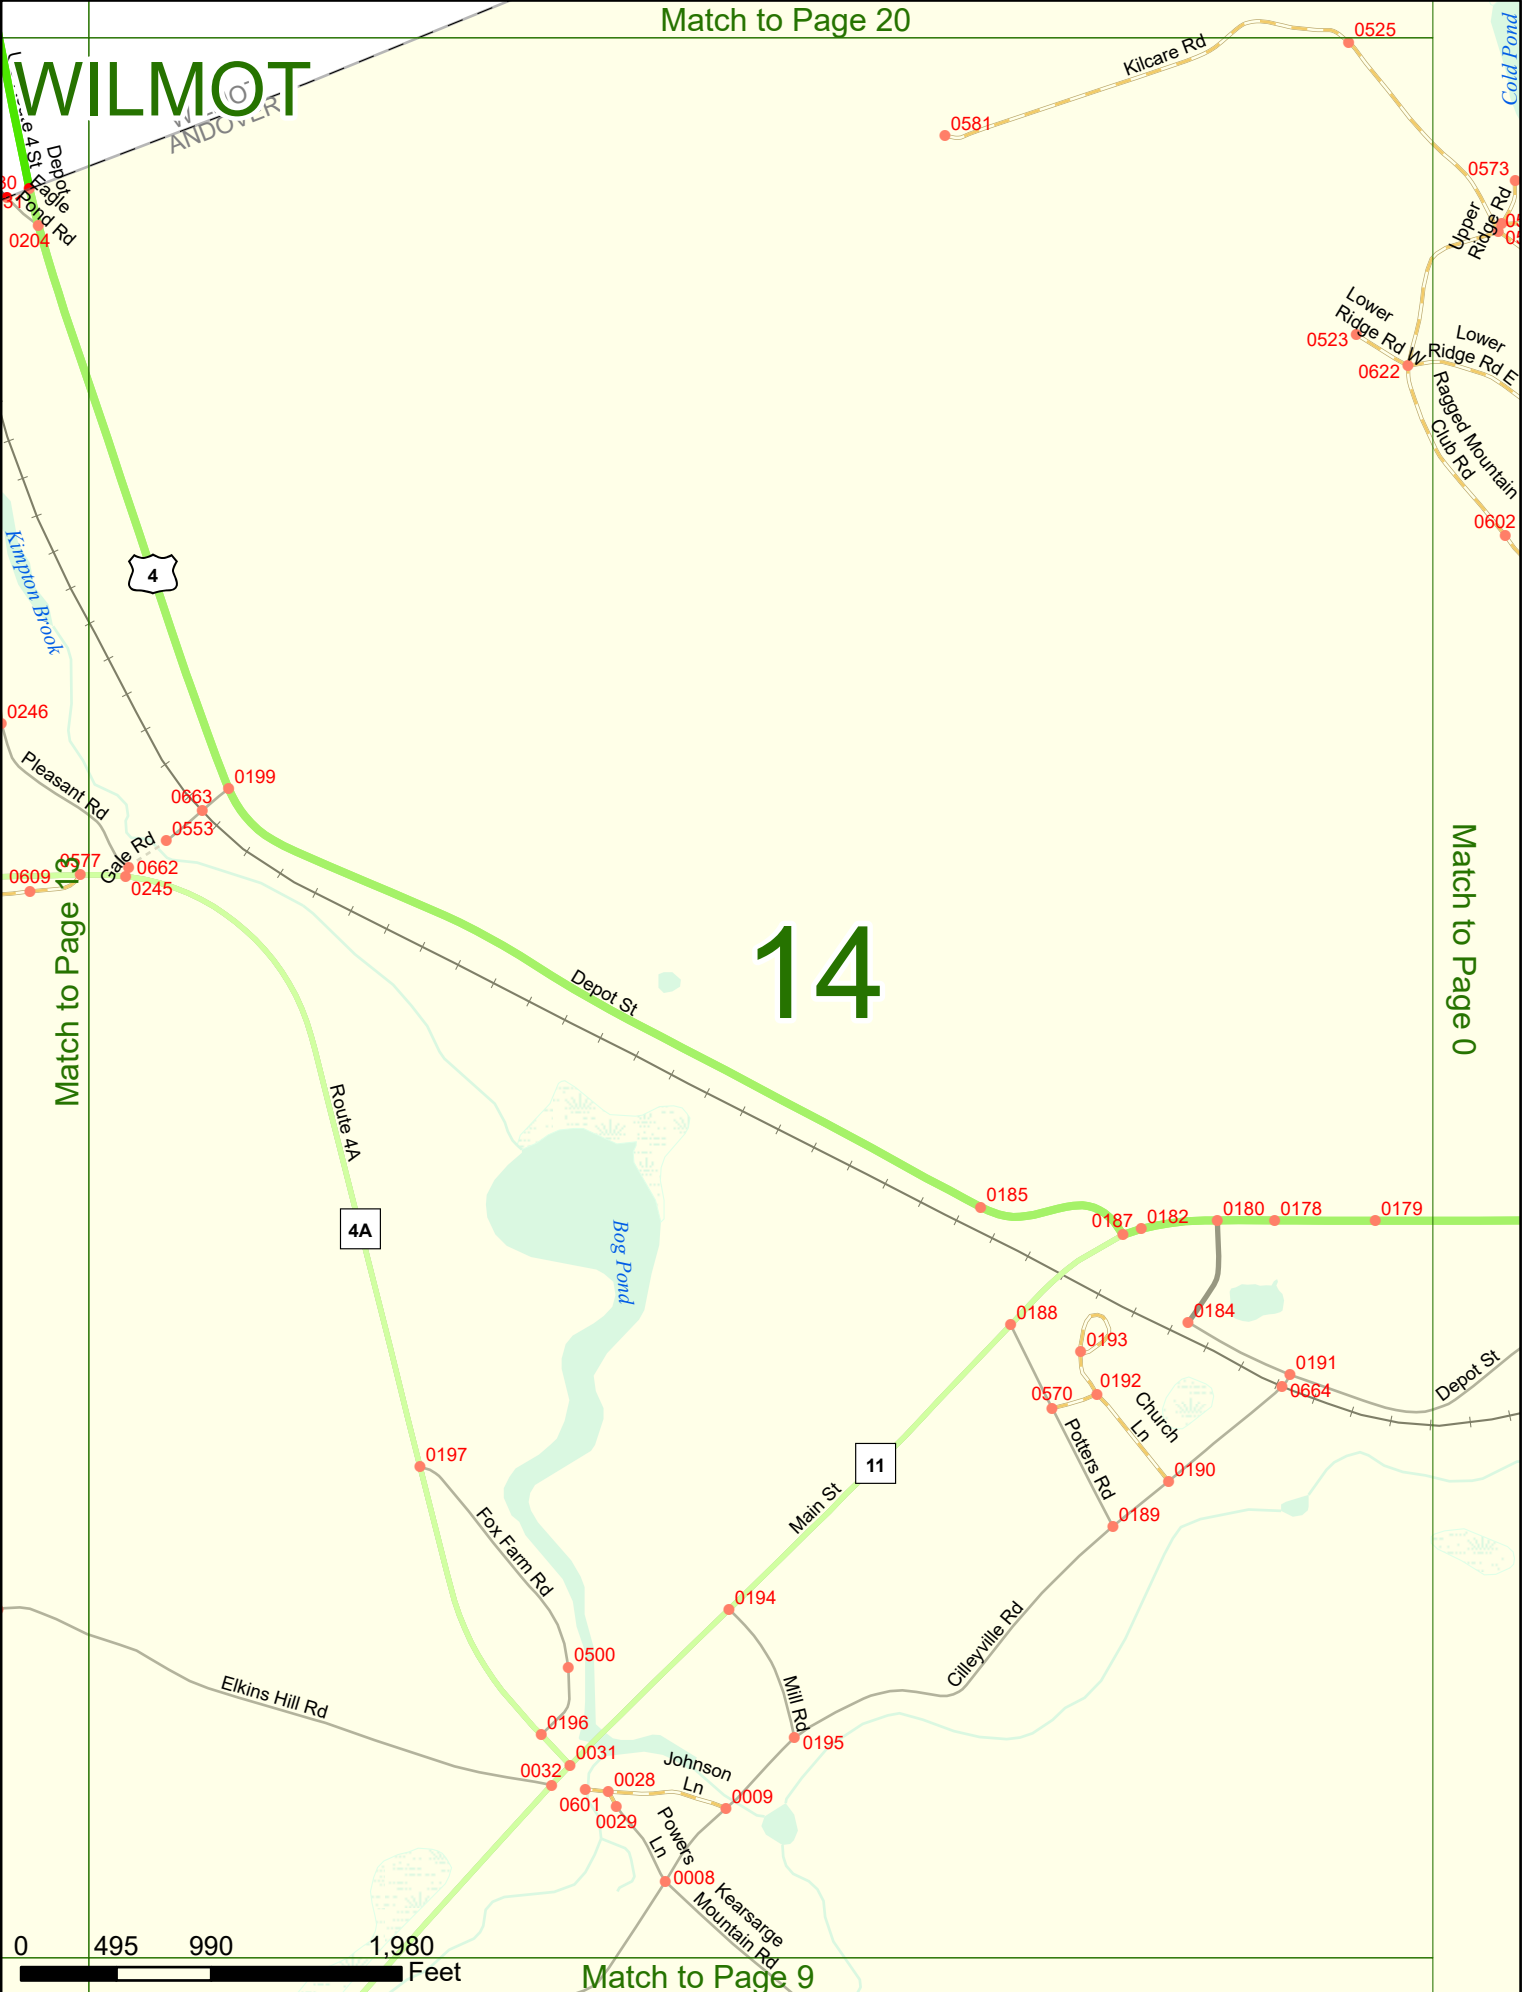 Match to Page 20
Cold Pond
0525
Kilcare Rd
WILMOT
ANDOVER
0581
Depot
Eagle
Pond Rd
0204
0573
Upper
Ridge Rd
Lower
Ridge Rd W
0523
0622
Lower
Ridge Rd E
Ragged Mountain
Club Rd
0602
4
Kimpton Brook
0246
Pleasant Rd
0199
0663
0553
Gale Rd
0577
0662
0609
0245
Match to Page 13
Match to Page 0
14
Depot St
Route 4A
4A
Bog Pond
0185
0187
0182
0180
0178
0179
0188
0184
0193
0191
0664
0192
0570
Church
Ln
Depot St
Potters Rd
0190
0189
11
Main St
0197
Fox Farm Rd
0194
0500
Cilleyville Rd
Elkins Hill Rd
Mill Rd
0196
0195
0031
0032
Johnson
Ln
0028
0601
0029
0009
Powers
Ln
0008
Kearsarge
Mountain Rd
0 495 990 1,980
Feet
Match to Page 9